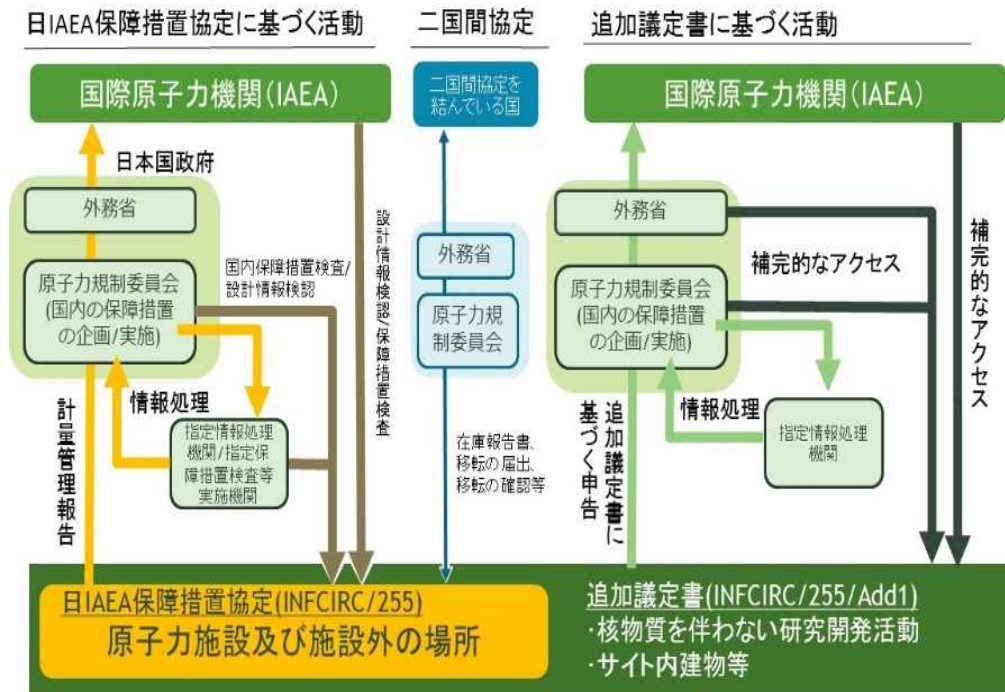 日IAEA保障措置協定に基づく活動
国際原子力機関(IAEA)
日本国政府
外務省
原子力規制委員会
(国内の保障措置
の企画/実施)
国内保障措置検査/
設計情報検認
設計情報検認/保障措置検査
情報処理
指定情報処理
機関/指定保
障措置検査等
実施機関
計量管理報告
日IAEA保障措置協定(INFCIRC/255)
原子力施設及び施設外の場所
二国間協定
二国間協定を
結んでいる国
外務省
原子力規
制委員会
在庫報告書、
移転の届出、
移転の確認等
追加議定書に基づく活動
国際原子力機関(IAEA)
外務省
原子力規制委員会
(国内の保障措置
の企画/実施)
補完的なアクセス
補完的なアクセス
情報処理
指定情報処理
機関
追加議定書に
基づく申告
追加議定書(INFCIRC/255/Add1)
・核物質を伴わない研究開発活動
・サイト内建物等